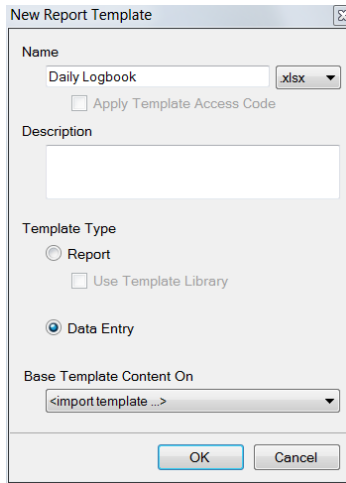 New Report Template
Name
Daily Logbook .xlsx
Apply Template Access Code
Description
Template Type
Report
Use Template Library
Data Entry
Base Template Content On
<import template ...>
OK Cancel